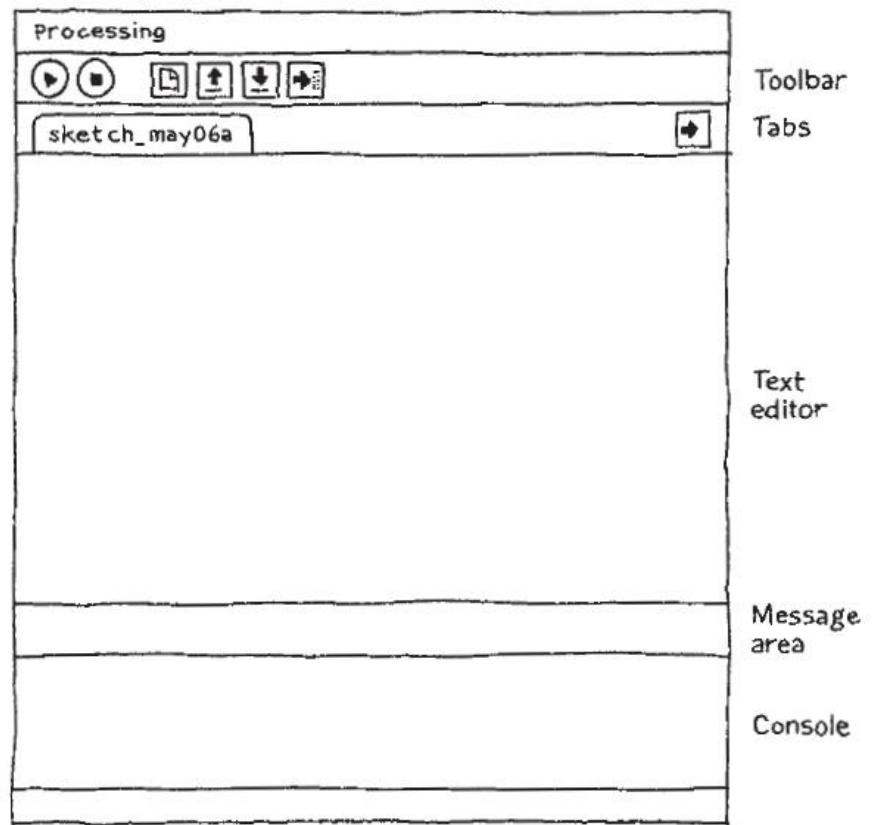 Processing
Toolbar
sketch_may06a
Tabs
Text
editor
Message
area
Console